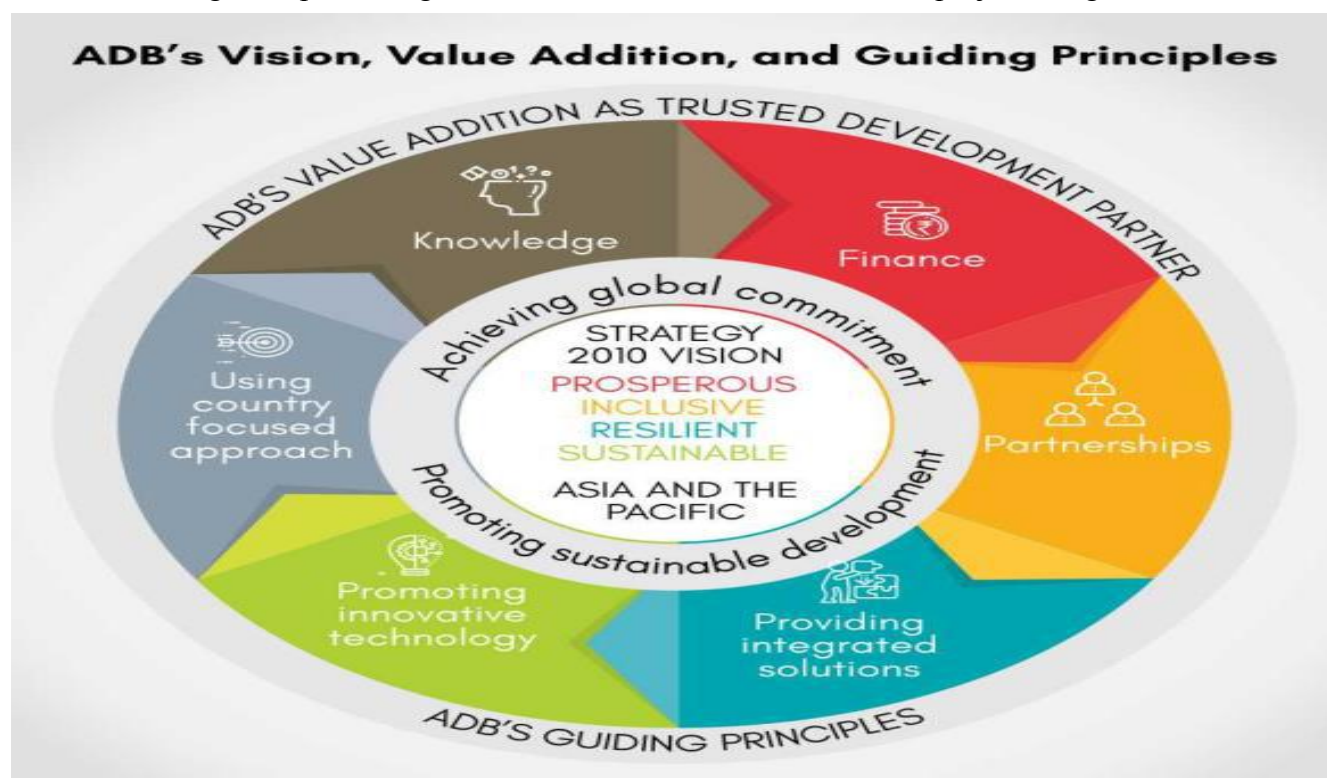 ADB's Vision, Value Addition, and Guiding Principles
ADB'S VALUE ADDITION AS TRUSTED DEVELOPMENT PARTNER
Knowledge
Finance
Partnerships
Providing
integrated
solutions
Promoting
innovative
technology
Using
country
focused
approach
Achieving global commitment
STRATEGY
2010 VISION
PROSPEROUS
INCLUSIVE
RESILIENT
SUSTAINABLE
ASIA AND THE
PACIFIC
Promoting sustainable development
ADB'S GUIDING PRINCIPLES